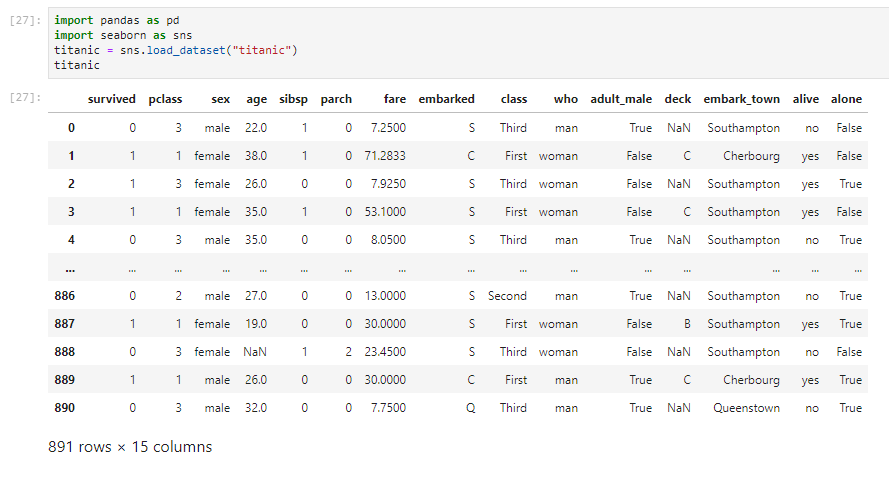 [27]: import pandas as pd
import seaborn as sns
titanic = sns.load_dataset("titanic")
titanic
[27]: survived pclass sex age sibsp parch fare embarked class who adult_male deck embark_town alive alone
0 0 3 male 22.0 1 0 7.2500 S Third man True NaN Southampton no False
1 1 1 female 38.0 1 0 71.2833 C First woman False C Cherbourg yes False
2 1 3 female 26.0 0 0 7.9250 S Third woman False NaN Southampton yes True
3 1 1 female 35.0 1 0 53.1000 S First woman False C Southampton yes False
4 0 3 male 35.0 0 0 8.0500 S Third man True NaN Southampton no True
... ... ... ... ... ... ... ... ... ... ... ... ... ... ... ...
886 0 2 male 27.0 0 0 13.0000 S Second man True NaN Southampton no True
887 1 1 female 19.0 0 0 30.0000 S First woman False B Southampton yes True
888 0 3 female NaN 1 2 23.4500 S Third woman False NaN Southampton no False
889 1 1 male 26.0 0 0 30.0000 C First man True C Cherbourg yes True
890 0 3 male 32.0 0 0 7.7500 Q Third man True NaN Queenstown no True
891 rows × 15 columns